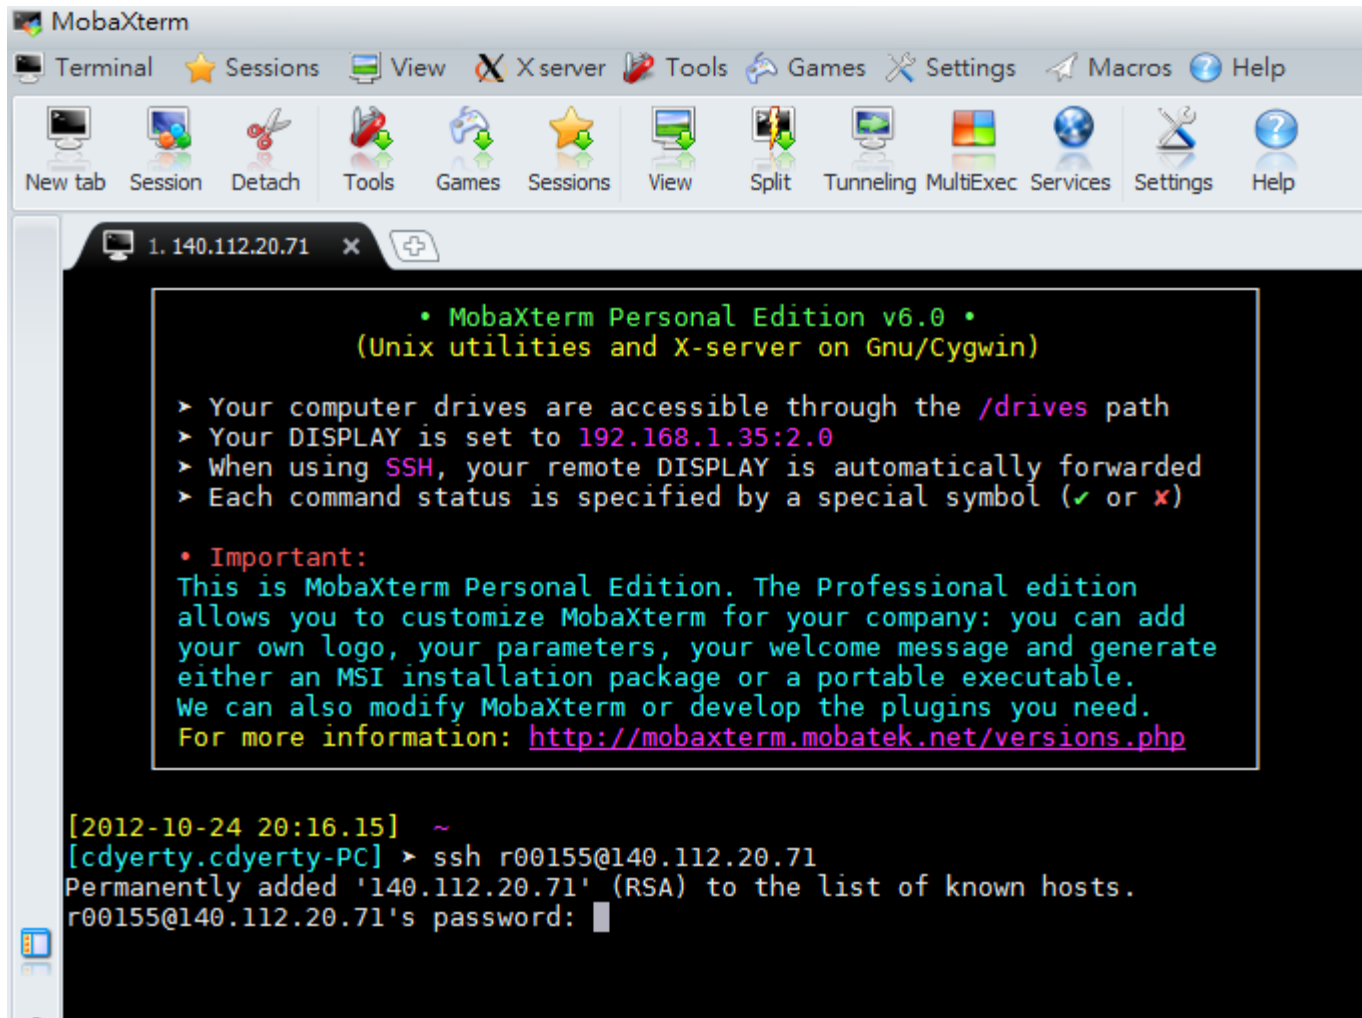 MobaXterm
Terminal Sessions View X server Tools Games Settings Macros Help
New tab Session Detach Tools Games Sessions View Split Tunneling MultiExec Services Settings Help
1. 140.112.20.71
• MobaXterm Personal Edition v6.0 •
(Unix utilities and X-server on Gnu/Cygwin)
➤ Your computer drives are accessible through the /drives path
➤ Your DISPLAY is set to 192.168.1.35:2.0
➤ When using SSH, your remote DISPLAY is automatically forwarded
➤ Each command status is specified by a special symbol (✔ or ✘)
• Important:
This is MobaXterm Personal Edition. The Professional edition
allows you to customize MobaXterm for your company: you can add
your own logo, your parameters, your welcome message and generate
either an MSI installation package or a portable executable.
We can also modify MobaXterm or develop the plugins you need.
For more information: http://mobaxterm.mobatek.net/versions.php
[2012-10-24 20:16.15] ~
[cdyerty.cdyerty-PC] ➤ ssh r00155@140.112.20.71
Permanently added '140.112.20.71' (RSA) to the list of known hosts.
r00155@140.112.20.71's password: